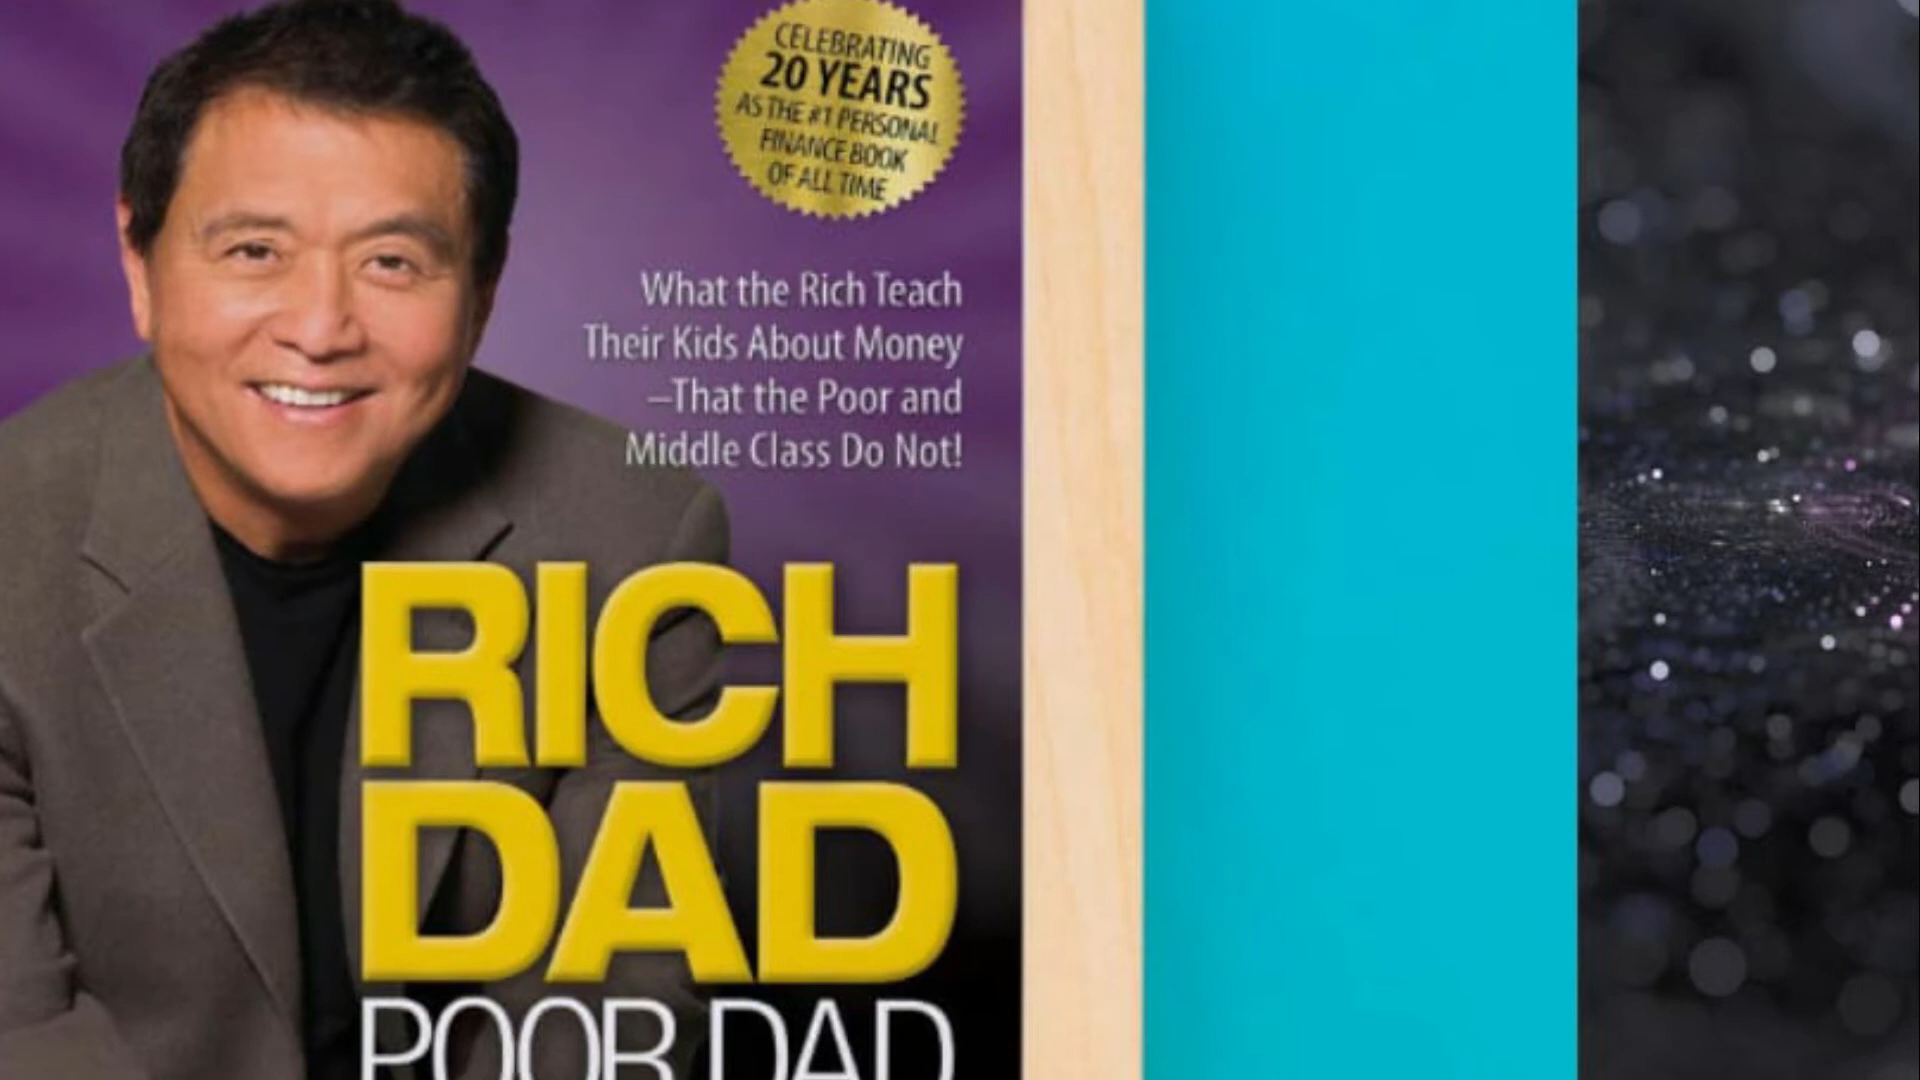 CELEBRATING
20 YEARS
AS THE #1 PERSONAL
FINANCE BOOK
OF ALL TIME
What the Rich Teach
Their Kids About Money
–That the Poor and
Middle Class Do Not!
RICH
DAD
POOR DAD